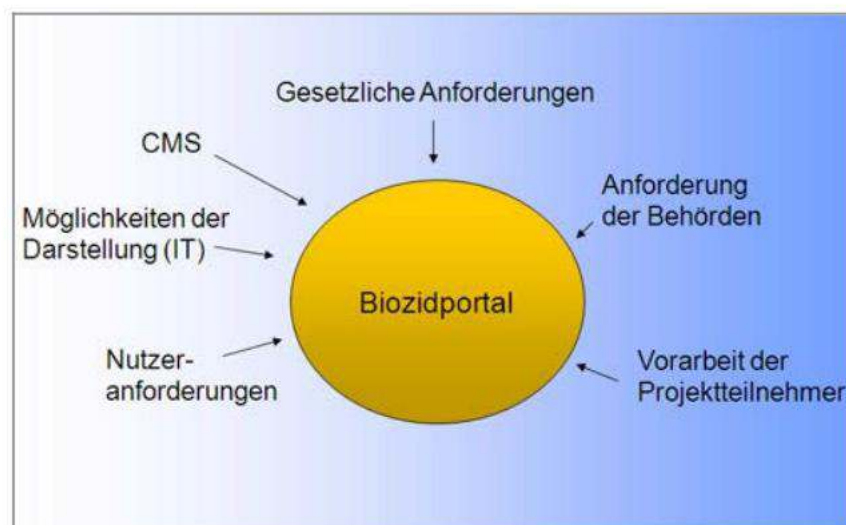 Gesetzliche Anforderungen
CMS
Anforderung
der Behörden
Möglichkeiten der
Darstellung (IT)
Biozidportal
Nutzer-
anforderungen
Vorarbeit der
Projektteilnehmer